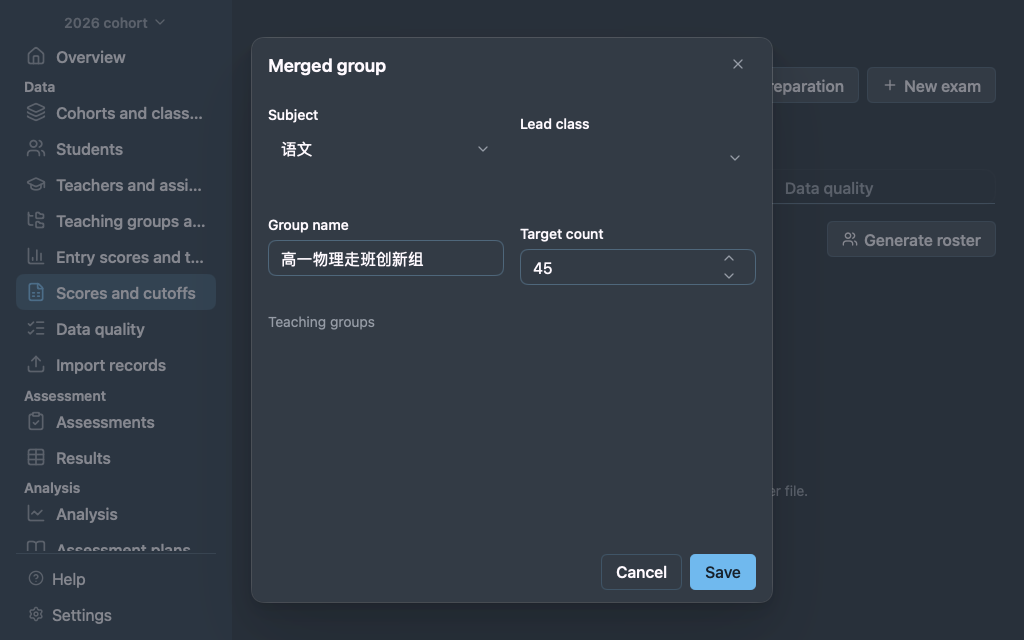 2026 cohort
Overview
Data
Cohorts and class...
Students
Teachers and assi...
Teaching groups a...
Entry scores and t...
Scores and cutoffs
Data quality
Import records
Assessment
Assessments
Results
Analysis
Analysis
Assessment plans
Help
Settings
reparation
New exam
Data quality
Generate roster
er file.
Merged group
Subject
语文
Lead class
Group name
高一物理走班创新组
Target count
45
Teaching groups
Cancel
Save